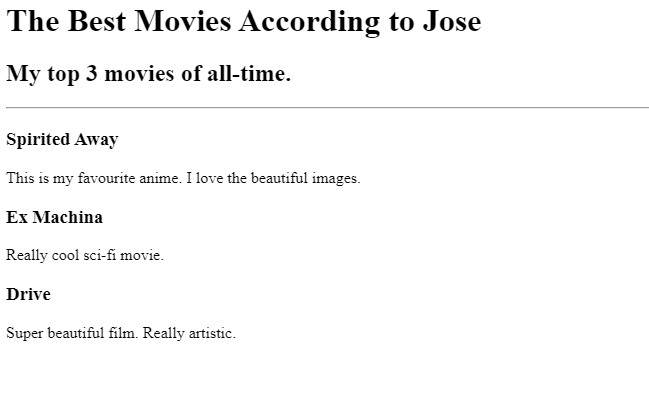 The Best Movies According to Jose
My top 3 movies of all-time.
Spirited Away
This is my favourite anime. I love the beautiful images.
Ex Machina
Really cool sci-fi movie.
Drive
Super beautiful film. Really artistic.